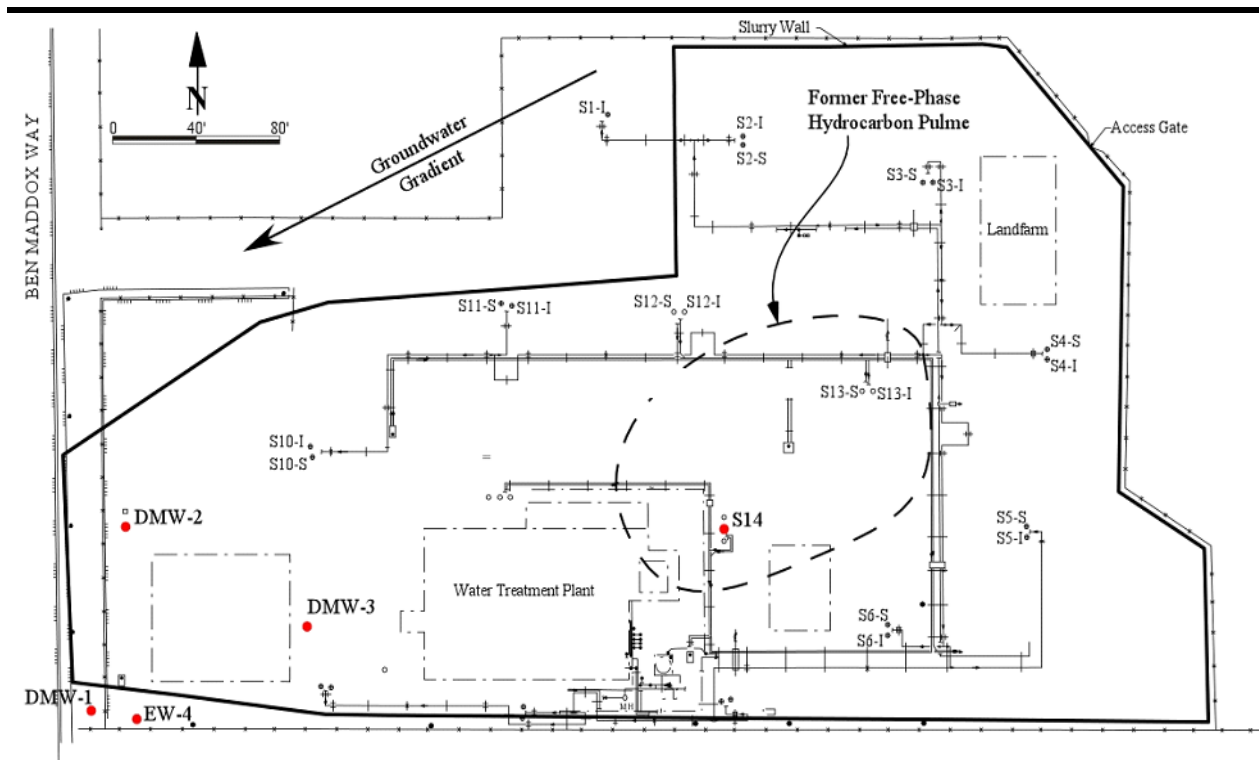 Slurry Wall
N
0
40'
80'
BEN MADDOX WAY
Groundwater
Gradient
Former Free-Phase
Hydrocarbon Pulme
Access Gate
S1-I
S2-I
S2-S
S3-S
S3-I
Landfarm
S11-S
S11-I
S12-S
S12-I
S4-S
S4-I
S13-S
S13-I
S10-I
S10-S
DMW-2
S14
S5-S
S5-I
Water Treatment Plant
DMW-3
S6-S
S6-I
DMW-1
EW-4
MH